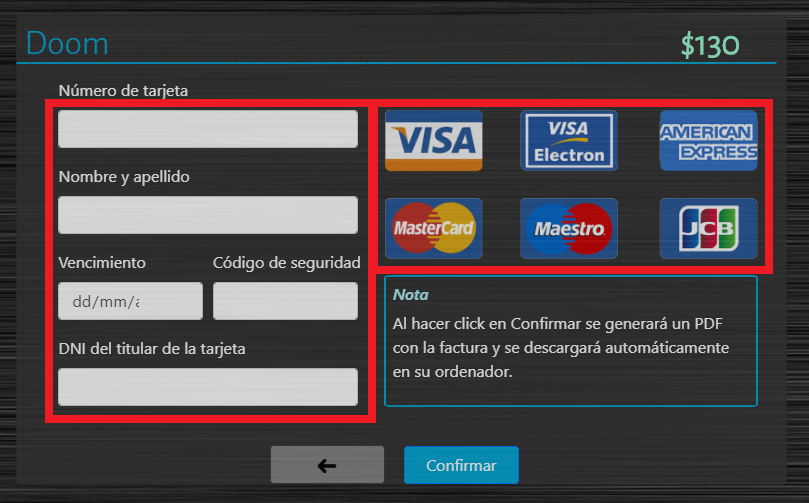 Doom
$130
Número de tarjeta
Nombre y apellido
Vencimiento
Código de seguridad
dd/mm/a
DNI del titular de la tarjeta
VISA
VISA
Electron
AMERICAN
EXPRESS
MasterCard
Maestro
JCB
Nota
Al hacer click en Confirmar se generará un PDF
con la factura y se descargará automáticamente
en su ordenador.
Confirmar